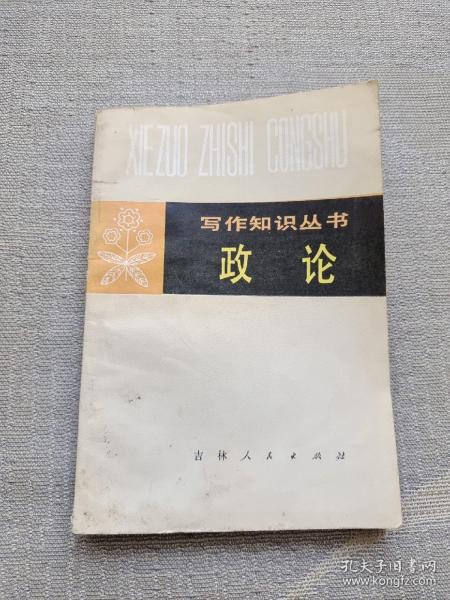 XIEZUO ZHISHI CONGSHU
写作知识丛书
政论
吉林人民出版社
孔夫子旧书网
www.kongfz.com